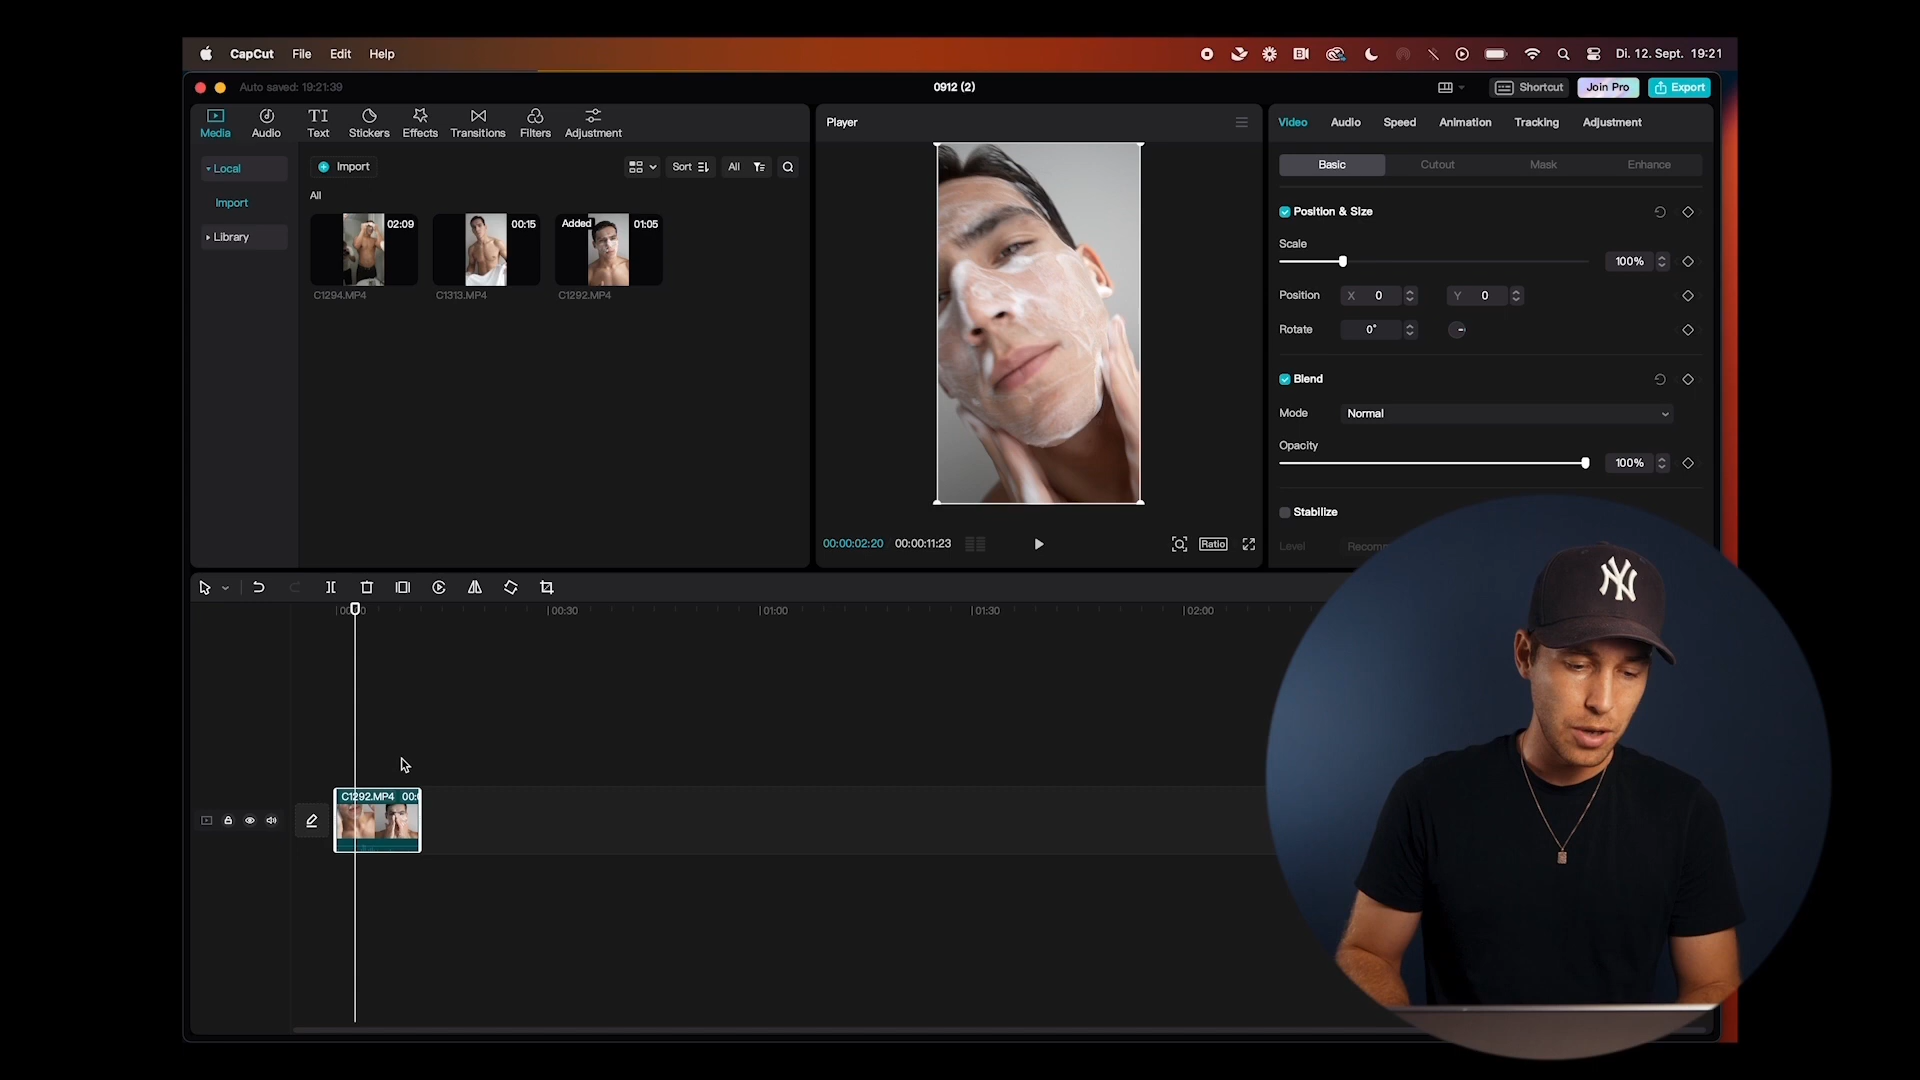 CapCut File Edit Help
Di. 12. Sept. 19:21
Auto saved: 19:21:39
0912 (2)
Shortcut
Join Pro
Export
Media
Audio
Text
Stickers
Effects
Transitions
Filters
Adjustment
Local
Import
Library
Import
Sort
All
All
02:09
C1294.MP4
00:15
C1313.MP4
Added
01:05
C1292.MP4
Player
00:00:02:20 00:00:11:23
Ratio
Video Audio Speed Animation Tracking Adjustment
Basic Cutout Mask Enhance
Position & Size
Scale
100%
Position X 0 Y 0
Rotate 0°
Blend
Mode Normal
Opacity
100%
Stabilize
Level
00:30 01:00 01:30 02:00
C1292.MP4
NY